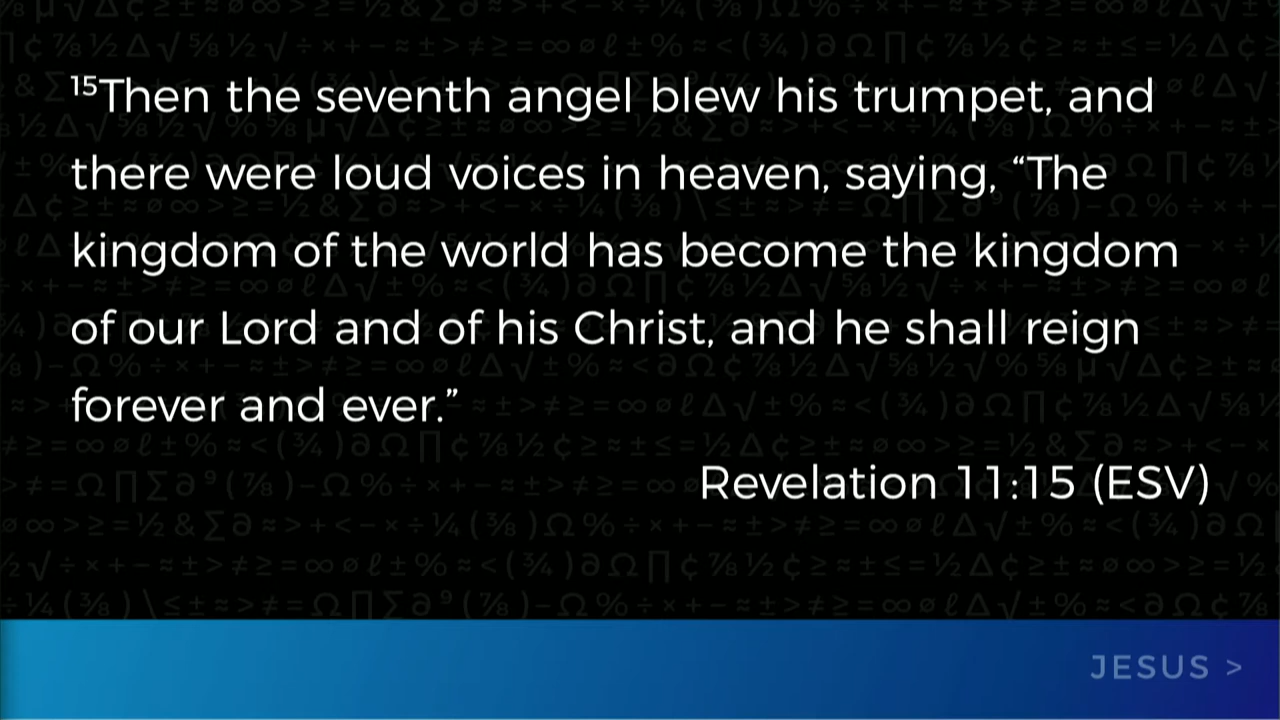 ¹⁵Then the seventh angel blew his trumpet, and
there were loud voices in heaven, saying, “The
kingdom of the world has become the kingdom
of our Lord and of his Christ, and he shall reign
forever and ever.”
Revelation 11:15 (ESV)
JESUS >